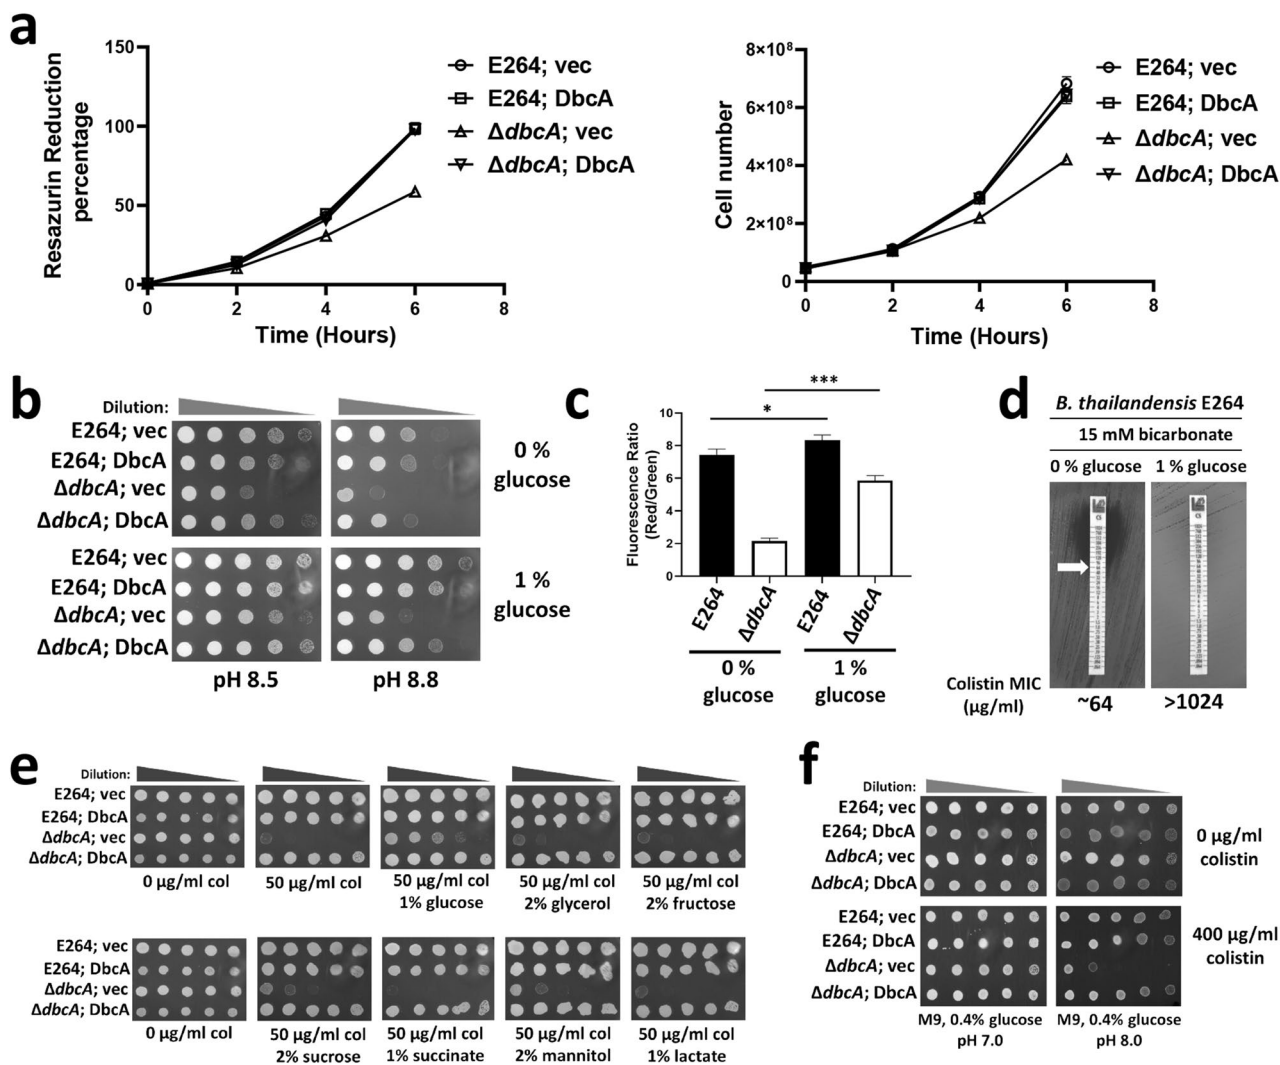 a
150
100
50
0
Resazurin Reduction
percentage
0 2 4 6 8
Time (Hours)
E264; vec
E264; DbcA
ΔdbcA; vec
ΔdbcA; DbcA
8×10⁸
6×10⁸
4×10⁸
2×10⁸
0
Cell number
0 2 4 6 8
Time (Hours)
E264; vec
E264; DbcA
ΔdbcA; vec
ΔdbcA; DbcA
b
Dilution:
E264; vec
E264; DbcA
ΔdbcA; vec
ΔdbcA; DbcA
0 %
glucose
E264; vec
E264; DbcA
ΔdbcA; vec
ΔdbcA; DbcA
1 %
glucose
pH 8.5 pH 8.8
c
***
*
10
8
6
4
2
0
Fluorescence Ratio
(Red/Green)
E264 ΔdbcA E264 ΔdbcA
0 % 1 %
glucose glucose
d
B. thailandensis E264
15 mM bicarbonate
0 % glucose 1 % glucose
Colistin MIC
(µg/ml)
~64 >1024
e
Dilution:
E264; vec
E264; DbcA
ΔdbcA; vec
ΔdbcA; DbcA
0 µg/ml col 50 µg/ml col 50 µg/ml col 50 µg/ml col 50 µg/ml col
1% glucose 2% glycerol 2% fructose
E264; vec
E264; DbcA
ΔdbcA; vec
ΔdbcA; DbcA
0 µg/ml col 50 µg/ml col 50 µg/ml col 50 µg/ml col 50 µg/ml col
2% sucrose 1% succinate 2% mannitol 1% lactate
f
Dilution:
E264; vec
E264; DbcA
ΔdbcA; vec
ΔdbcA; DbcA
0 µg/ml
colistin
E264; vec
E264; DbcA
ΔdbcA; vec
ΔdbcA; DbcA
400 µg/ml
colistin
M9, 0.4% glucose M9, 0.4% glucose
pH 7.0 pH 8.0